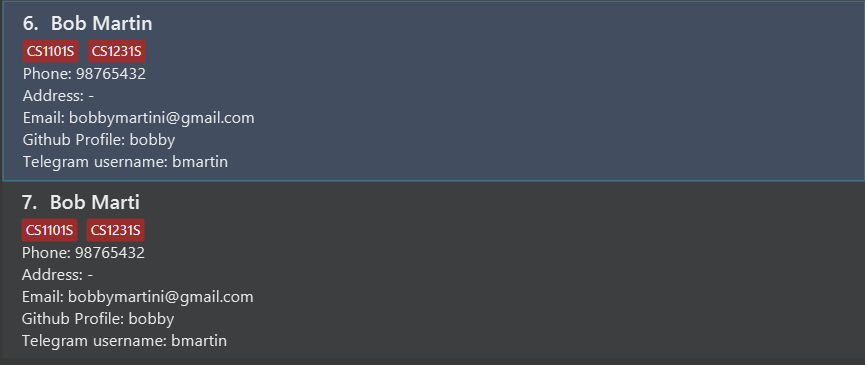 6. Bob Martin
CS1101S CS1231S
Phone: 98765432
Address: -
Email: bobbymartini@gmail.com
Github Profile: bobby
Telegram username: bmartin
7. Bob Marti
CS1101S CS1231S
Phone: 98765432
Address: -
Email: bobbymartini@gmail.com
Github Profile: bobby
Telegram username: bmartin